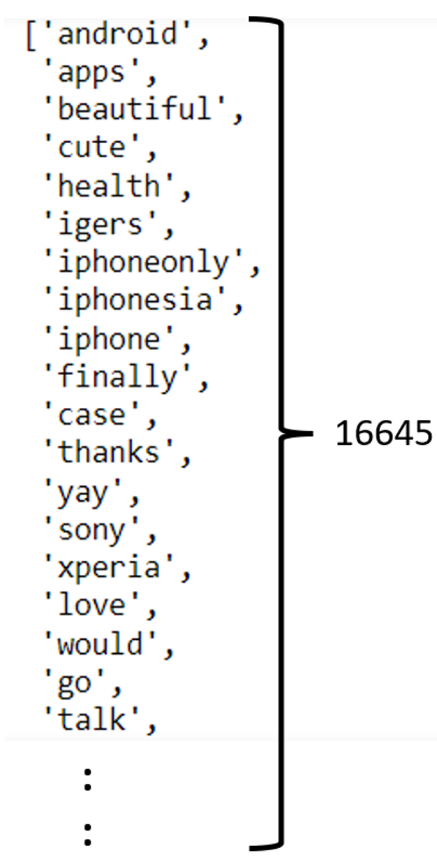 ['android',
'apps',
'beautiful',
'cute',
'health',
'igers',
'iphoneonly',
'iphonesia',
'iphone',
'finally',
'case',
'thanks',
'yay',
'sony',
'xperia',
'love',
'would',
'go',
'talk',
:
:
16645